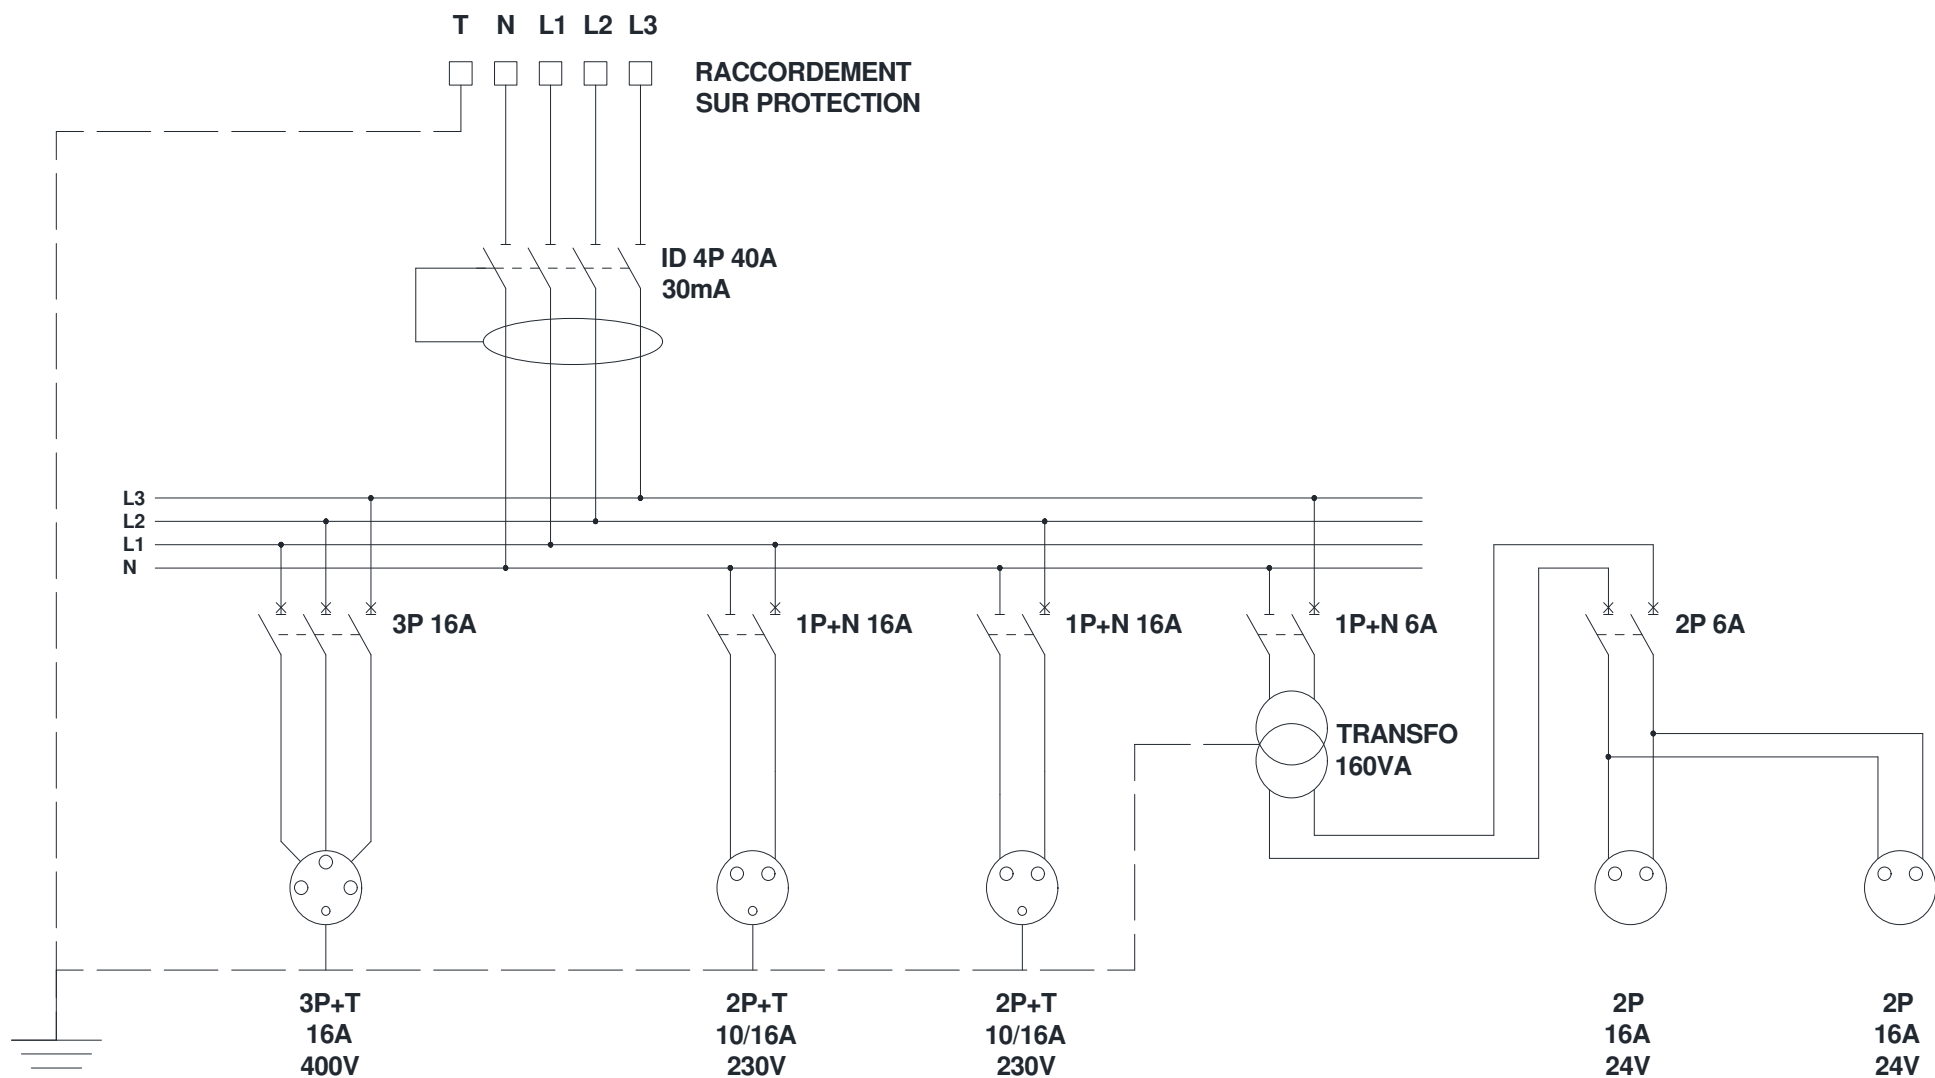 T N L1 L2 L3
RACCORDEMENT
SUR PROTECTION
ID 4P 40A
30mA
L3
L2
L1
N
3P 16A
1P+N 16A
1P+N 16A
1P+N 6A
2P 6A
TRANSFO
160VA
3P+T
16A
400V
2P+T
10/16A
230V
2P+T
10/16A
230V
2P
16A
24V
2P
16A
24V